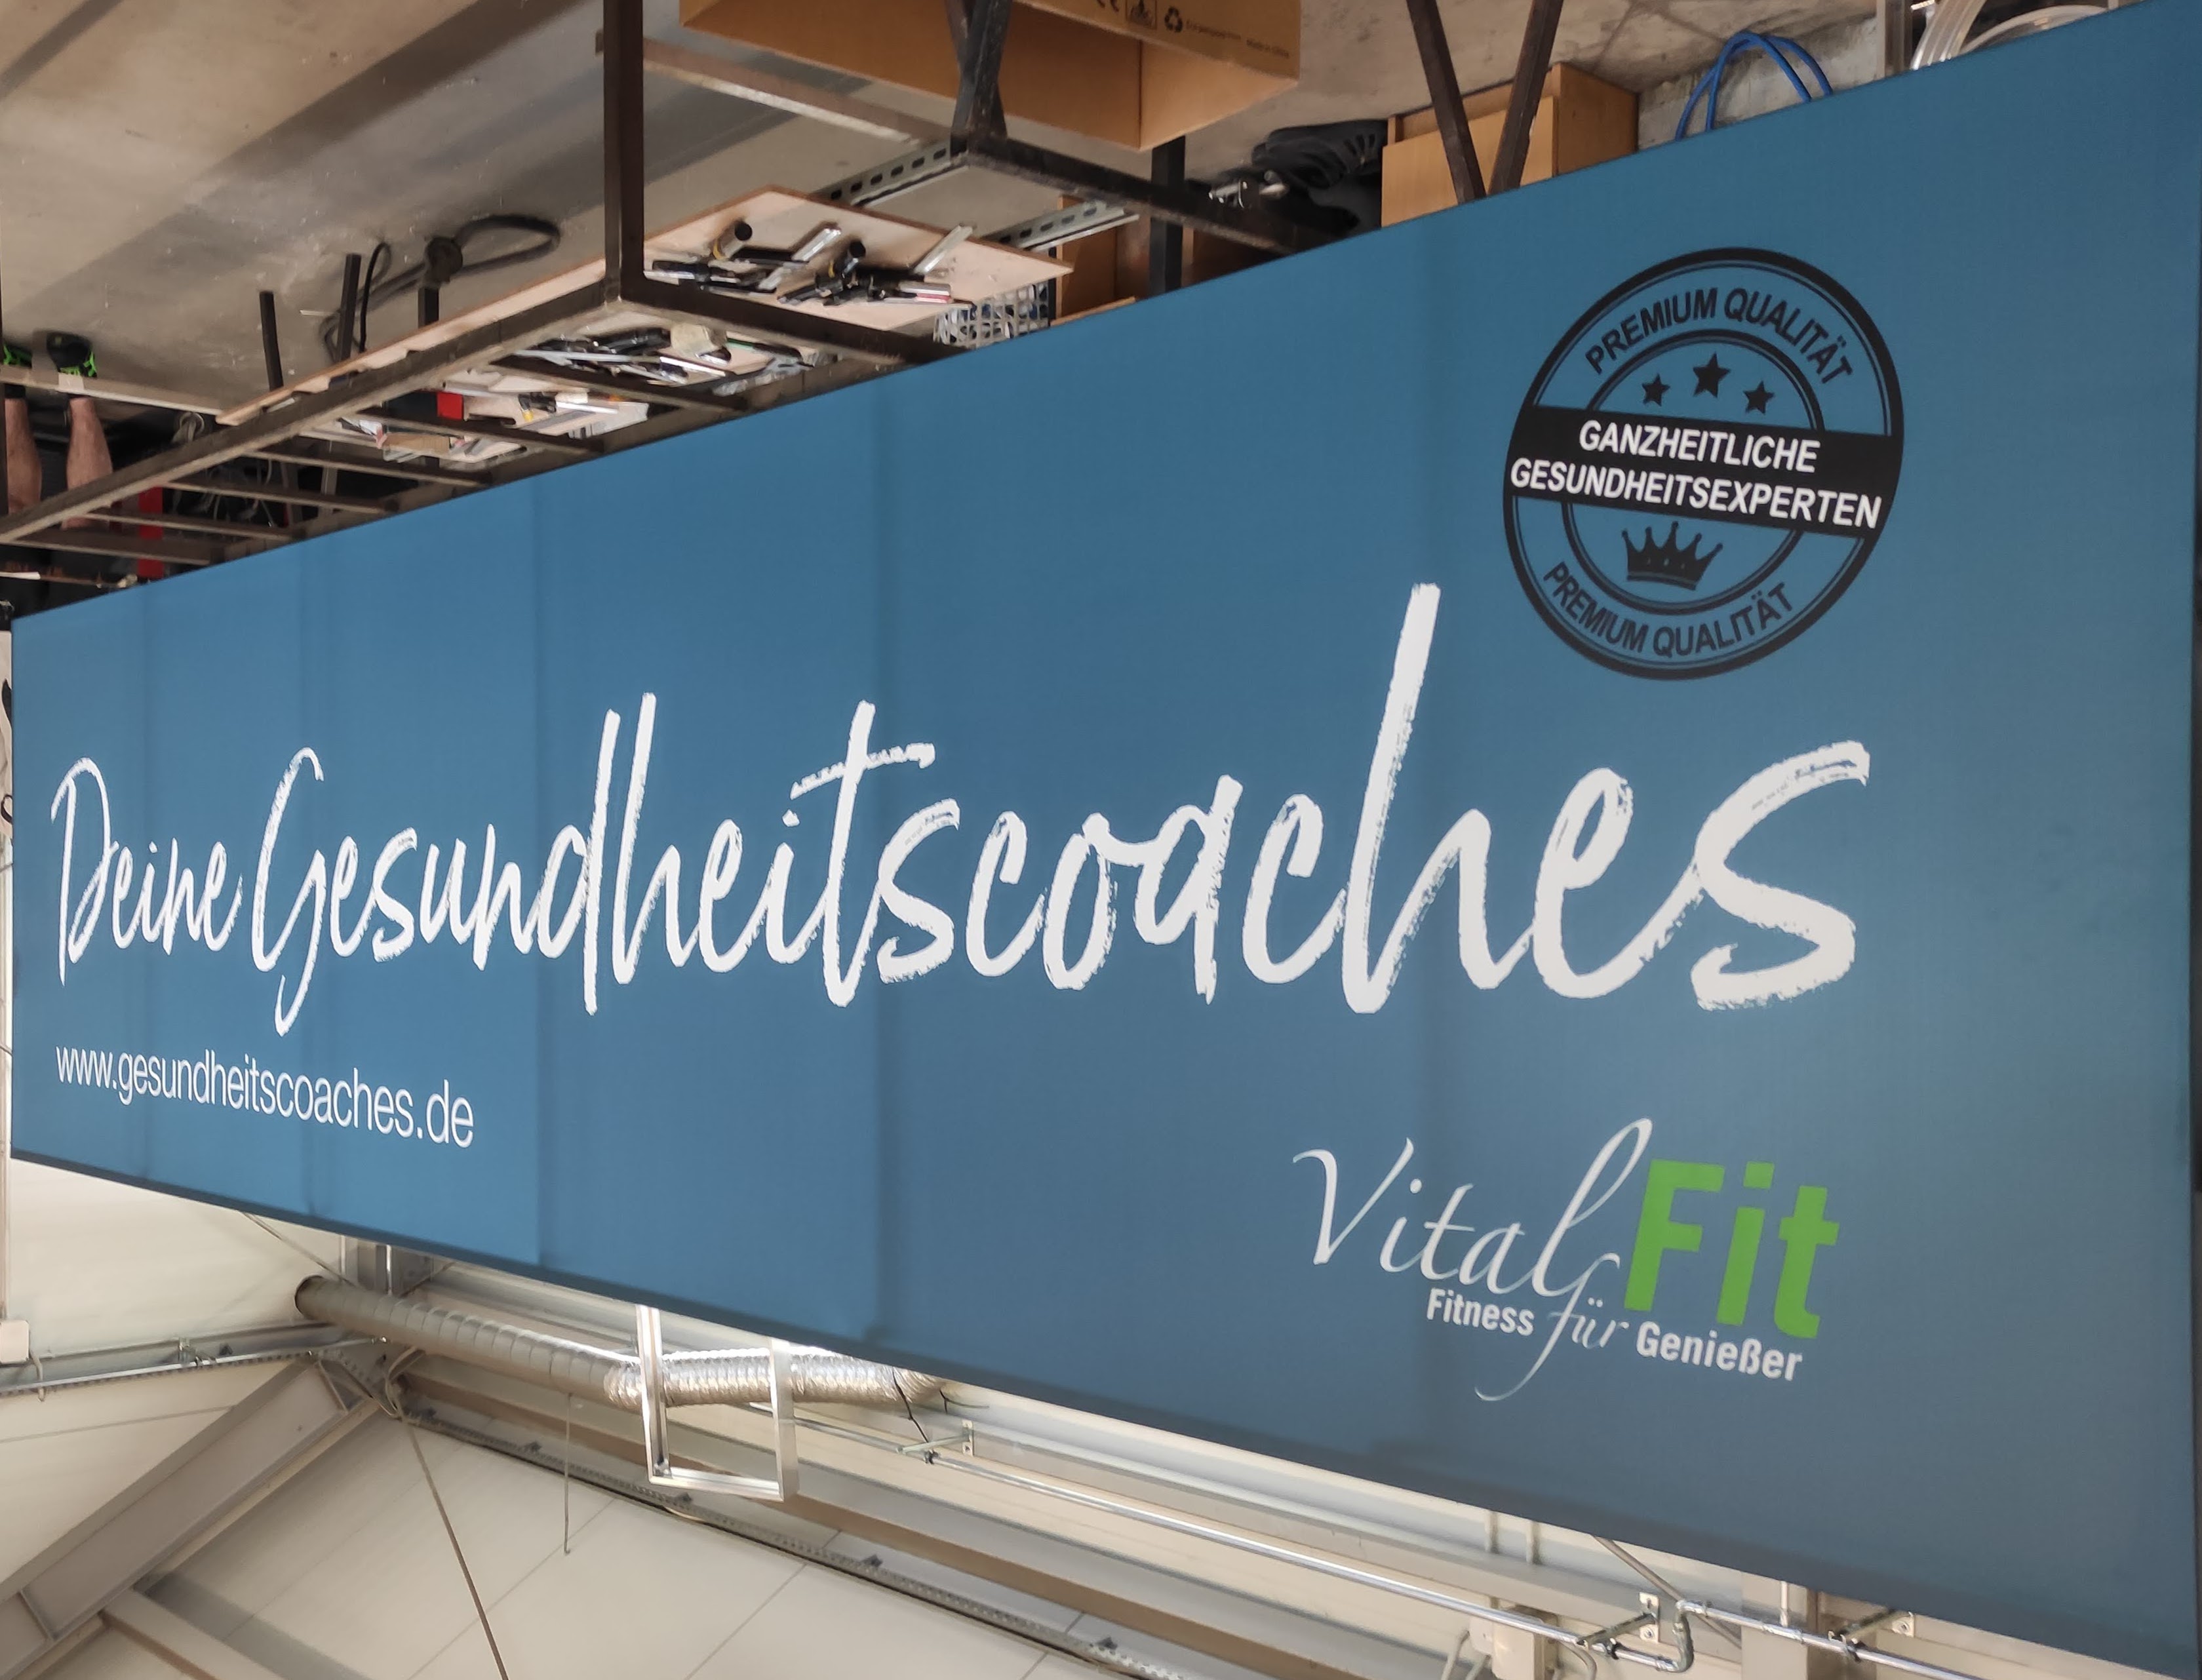 PREMIUM QUALITÄT
GANZHEITLICHE
GESUNDHEITSEXPERTEN
PREMIUM QUALITÄT
Deine Gesundheitscoaches
www.gesundheitscoaches.de
VitalFit
Fitness für Genießer